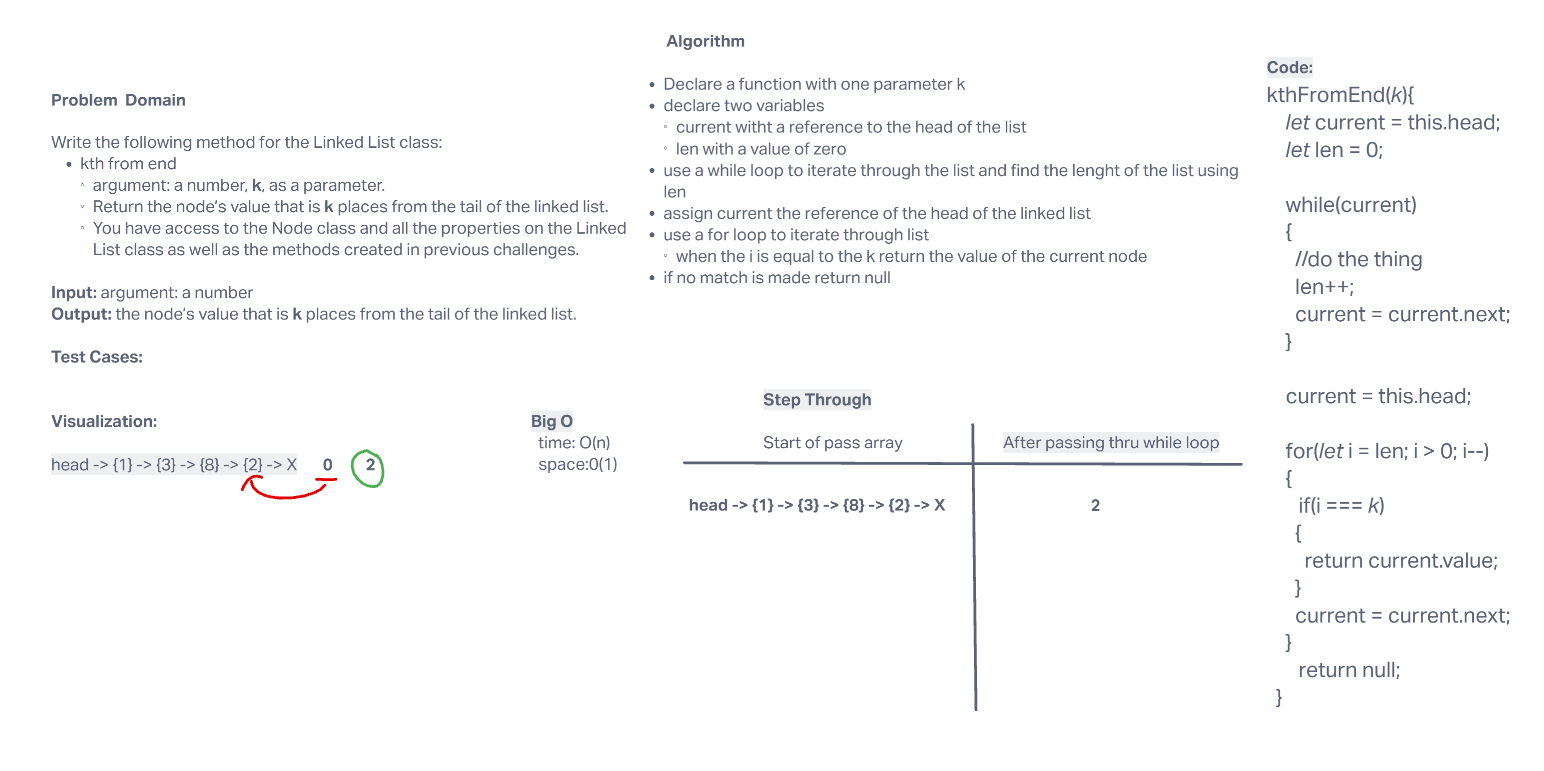 Problem Domain
Write the following method for the Linked List class:
• kth from end
◦ argument: a number, k, as a parameter.
◦ Return the node's value that is k places from the tail of the linked list.
◦ You have access to the Node class and all the properties on the Linked
List class as well as the methods created in previous challenges.
Input: argument: a number
Output: the node's value that is k places from the tail of the linked list.
Test Cases:
Visualization:
head -> {1} -> {3} -> {8} -> {2} -> X 0 2
Big O
time: O(n)
space:0(1)
Algorithm
• Declare a function with one parameter k
• declare two variables
◦ current witht a reference to the head of the list
◦ len with a value of zero
• use a while loop to iterate through the list and find the lenght of the list using
len
• assign current the reference of the head of the linked list
• use a for loop to iterate through list
◦ when the i is equal to the k return the value of the current node
• if no match is made return null
Step Through
Start of pass array After passing thru while loop
head -> {1} -> {3} -> {8} -> {2} -> X 2
Code:
kthFromEnd(k){
let current = this.head;
let len = 0;
while(current)
{
//do the thing
len++;
current = current.next;
}
current = this.head;
for(let i = len; i > 0; i--)
{
if(i === k)
{
return current.value;
}
current = current.next;
}
return null;
}